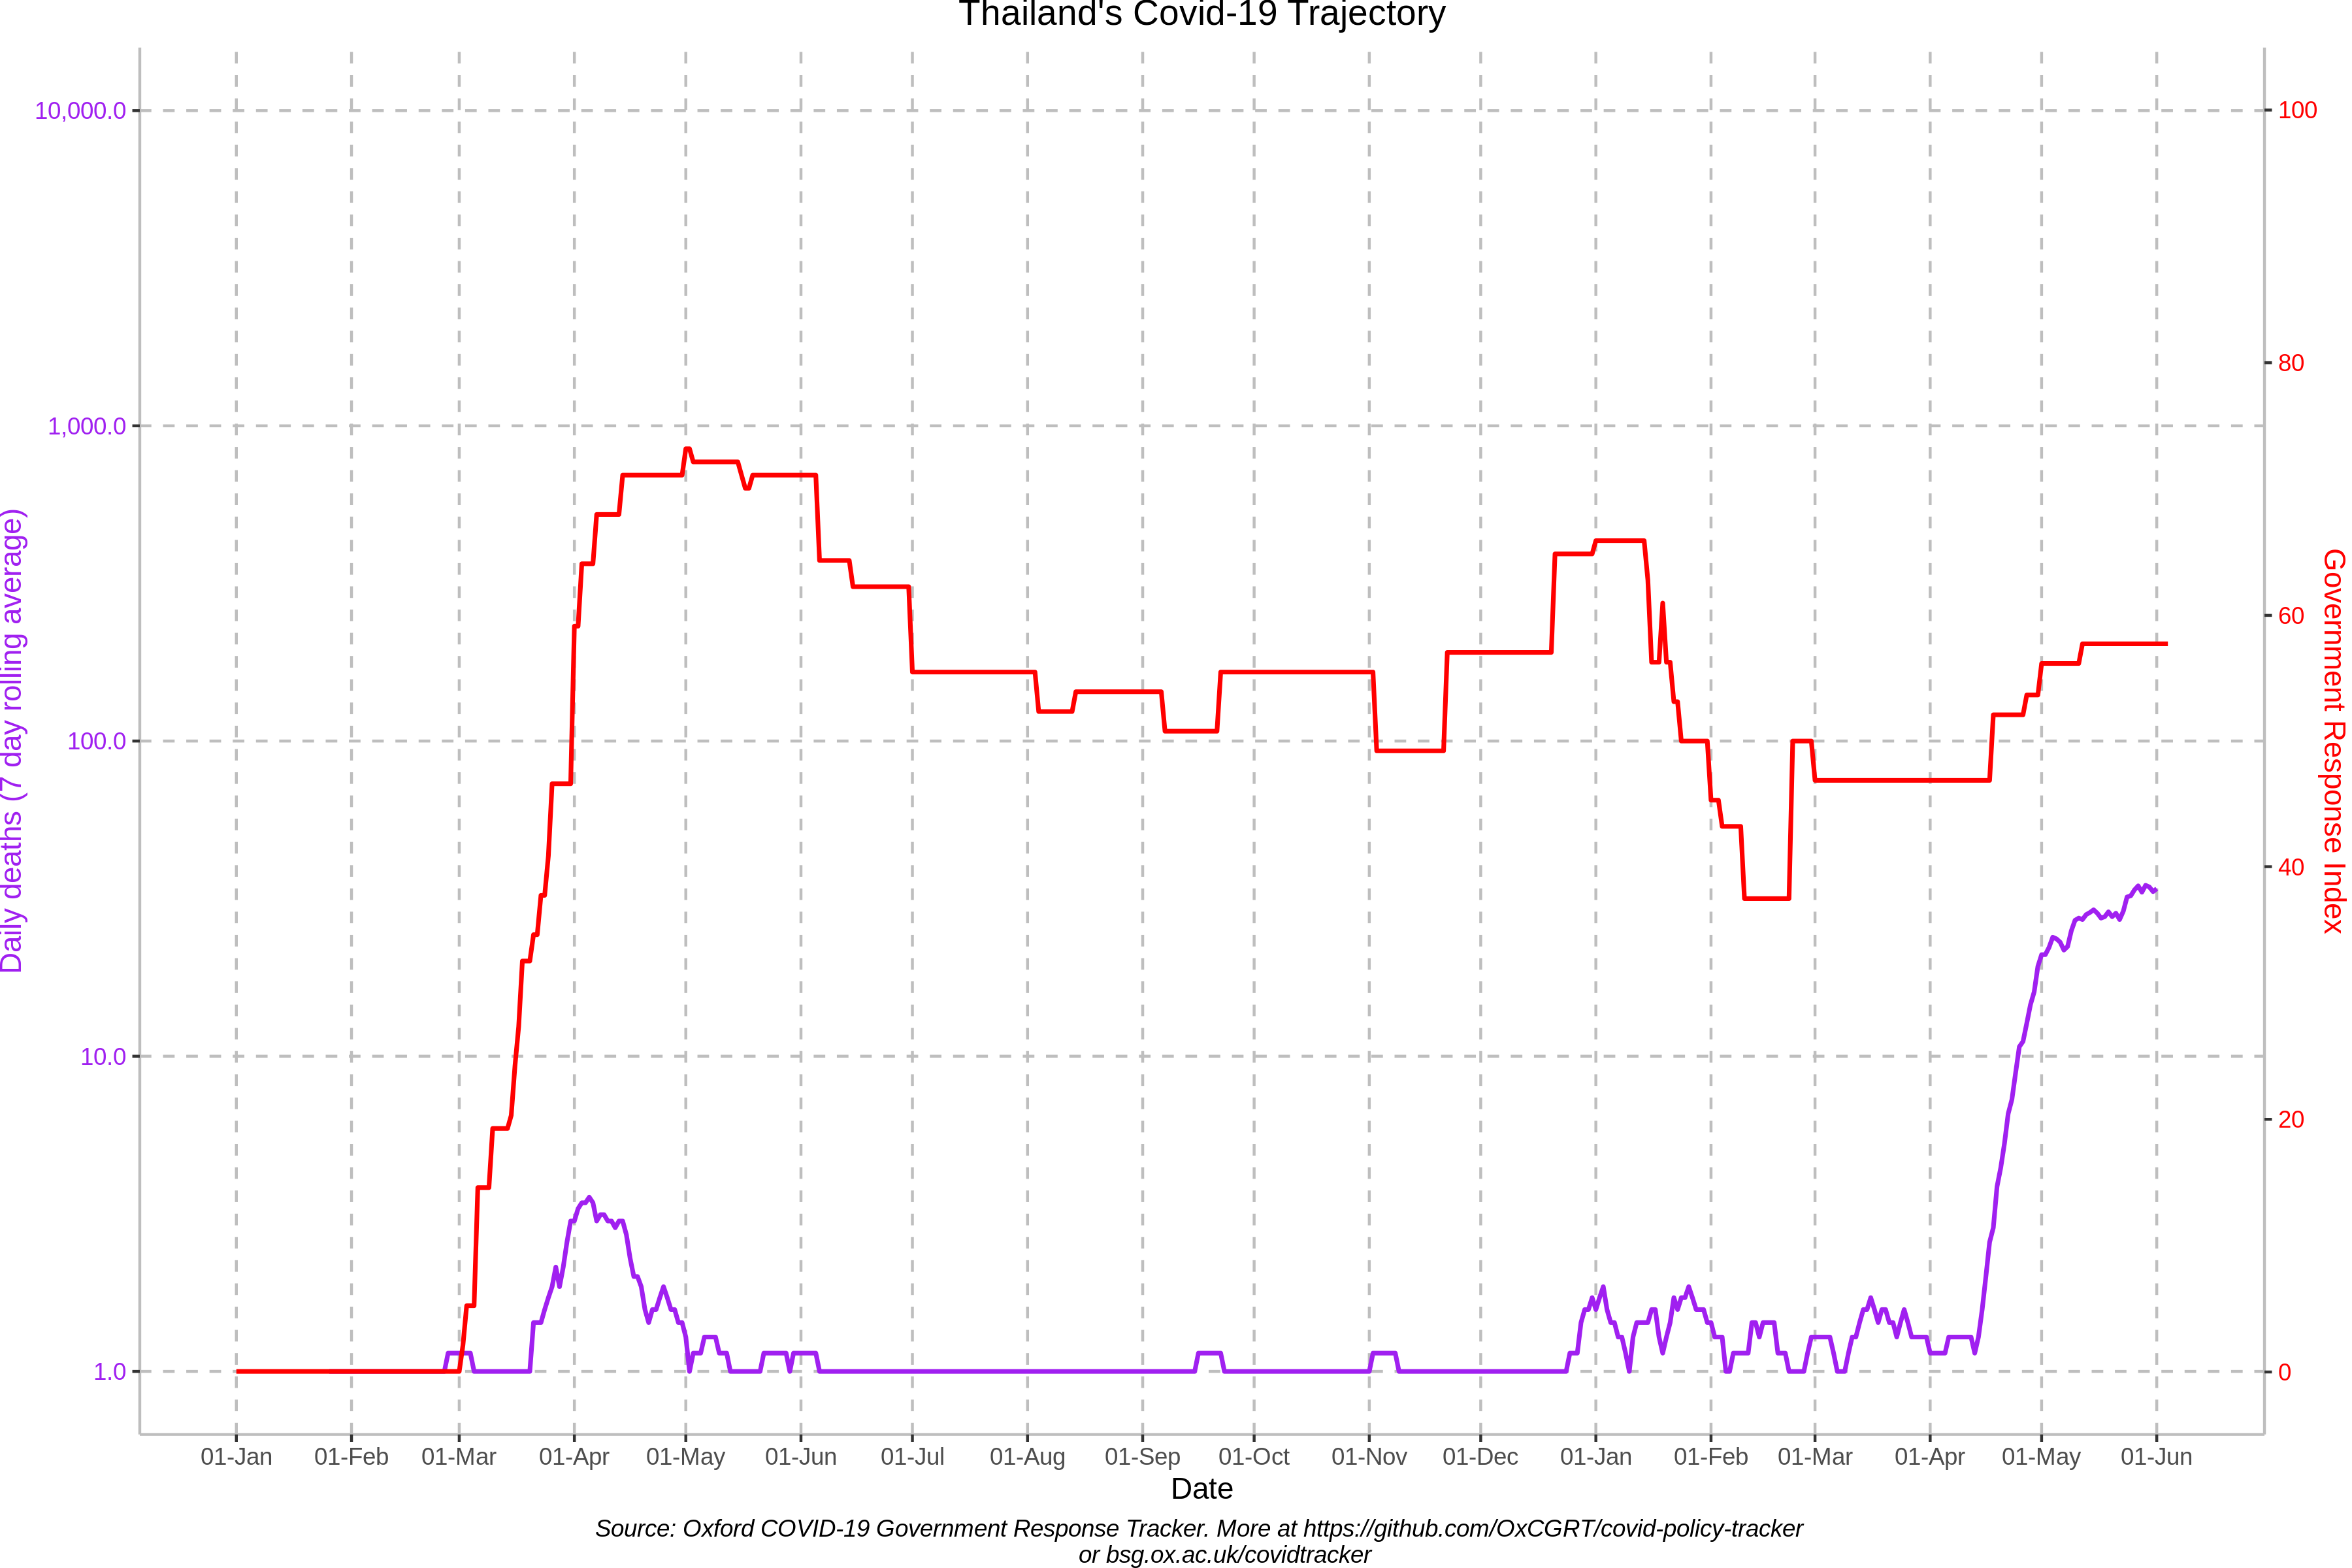 Thailand's Covid-19 Trajectory
10,000.0
1,000.0
100.0
10.0
1.0
Daily deaths (7 day rolling average)
100
80
60
40
20
0
Government Response Index
01-Jan 01-Feb 01-Mar 01-Apr 01-May 01-Jun 01-Jul 01-Aug 01-Sep 01-Oct 01-Nov 01-Dec 01-Jan 01-Feb 01-Mar 01-Apr 01-May 01-Jun
Date
Source: Oxford COVID-19 Government Response Tracker. More at https://github.com/OxCGRT/covid-policy-tracker
or bsg.ox.ac.uk/covidtracker